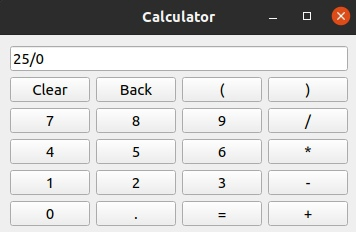 Calculator
25/0
Clear Back ( )
7 8 9 /
4 5 6 *
1 2 3 -
0 . = +